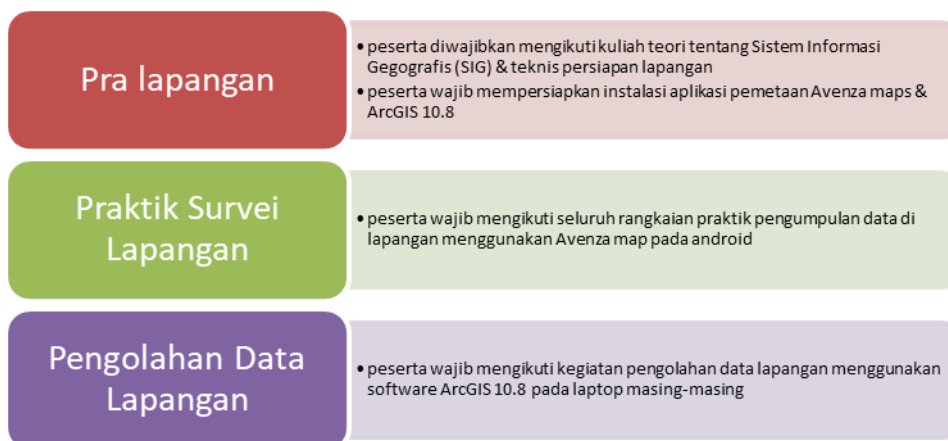 Pra lapangan
• peserta diwajibkan mengikuti kuliah teori tentang Sistem Informasi
Gegografis (SIG) & teknis persiapan lapangan
• peserta wajib mempersiapkan instalasi aplikasi pemetaan Avenza maps &
ArcGIS 10.8
Praktik Survei
Lapangan
• peserta wajib mengikuti seluruh rangkaian praktik pengumpulan data di
lapangan menggunakan Avenza map pada android
Pengolahan Data
Lapangan
• peserta wajib mengikuti kegiatan pengolahan data lapangan menggunakan
software ArcGIS 10.8 pada laptop masing-masing